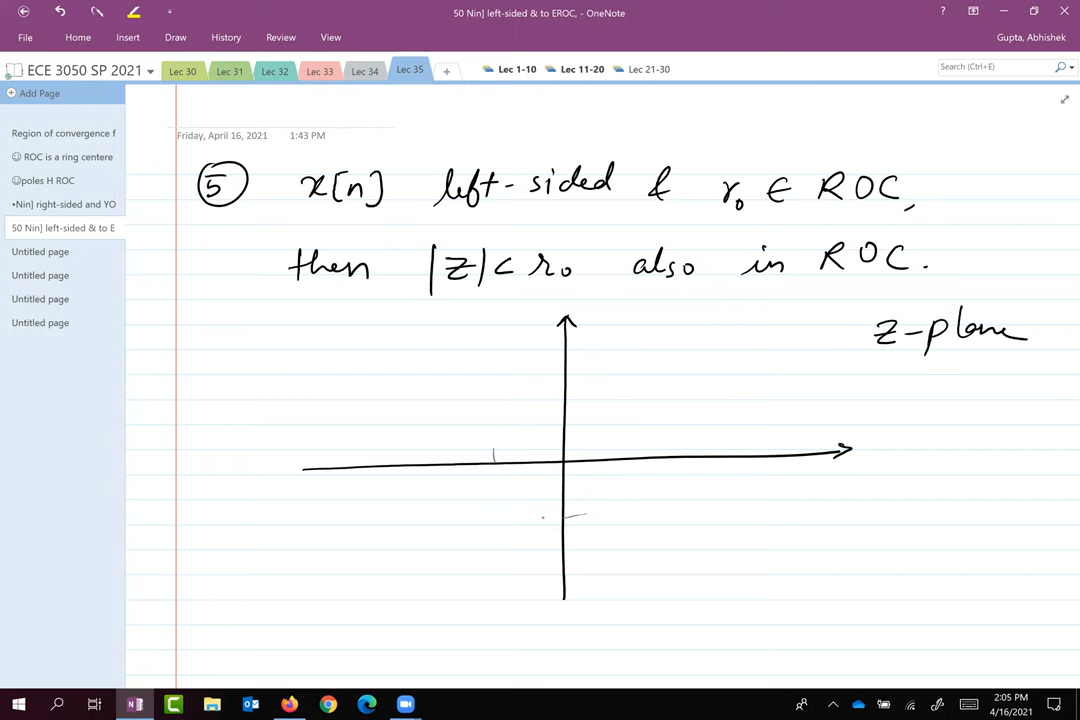 50 Nin] left-sided & to EROC, - OneNote
File Home Insert Draw History Review View
Gupta, Abhishek
ECE 3050 SP 2021 Lec 30 Lec 31 Lec 32 Lec 33 Lec 34 Lec 35 Lec 1-10 Lec 11-20 Lec 21-30
Search (Ctrl+E)
Add Page
Region of convergence f
ROC is a ring centere
poles H ROC
•Nin] right-sided and YO
50 Nin] left-sided & to E
Untitled page
Untitled page
Untitled page
Untitled page
Friday, April 16, 2021 1:43 PM
5 x[n] left-sided & r₀ ∈ ROC,
then |z| < r₀ also in ROC.
z-plane
2:05 PM
4/16/2021